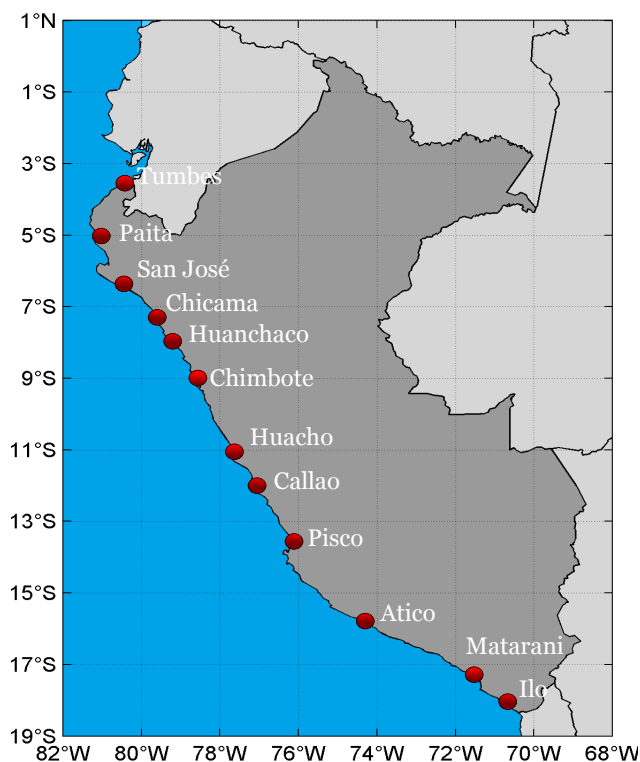 1°N
1°S
3°S
Tumbes
5°S
Paita
San José
7°S
Chicama
Huanchaco
9°S
Chimbote
11°S
Huacho
Callao
13°S
Pisco
15°S
Atico
Matarani
17°S
Ilo
19°S
82°W 80°W 78°W 76°W 74°W 72°W 70°W 68°W